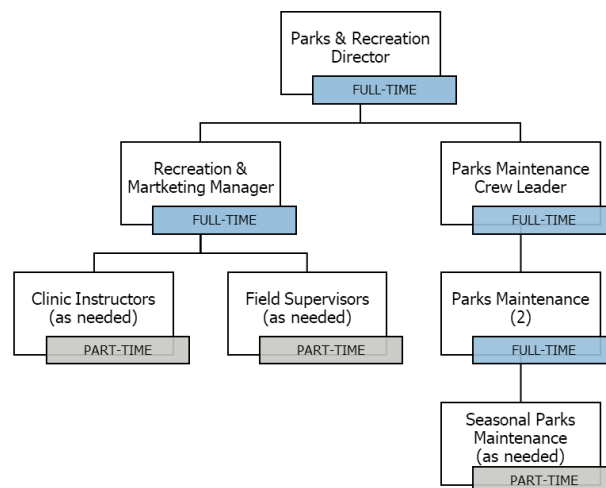 Parks & Recreation
Director
FULL-TIME
Recreation &
Martketing Manager
FULL-TIME
Parks Maintenance
Crew Leader
FULL-TIME
Clinic Instructors
(as needed)
PART-TIME
Field Supervisors
(as needed)
PART-TIME
Parks Maintenance
(2)
FULL-TIME
Seasonal Parks
Maintenance
(as needed)
PART-TIME